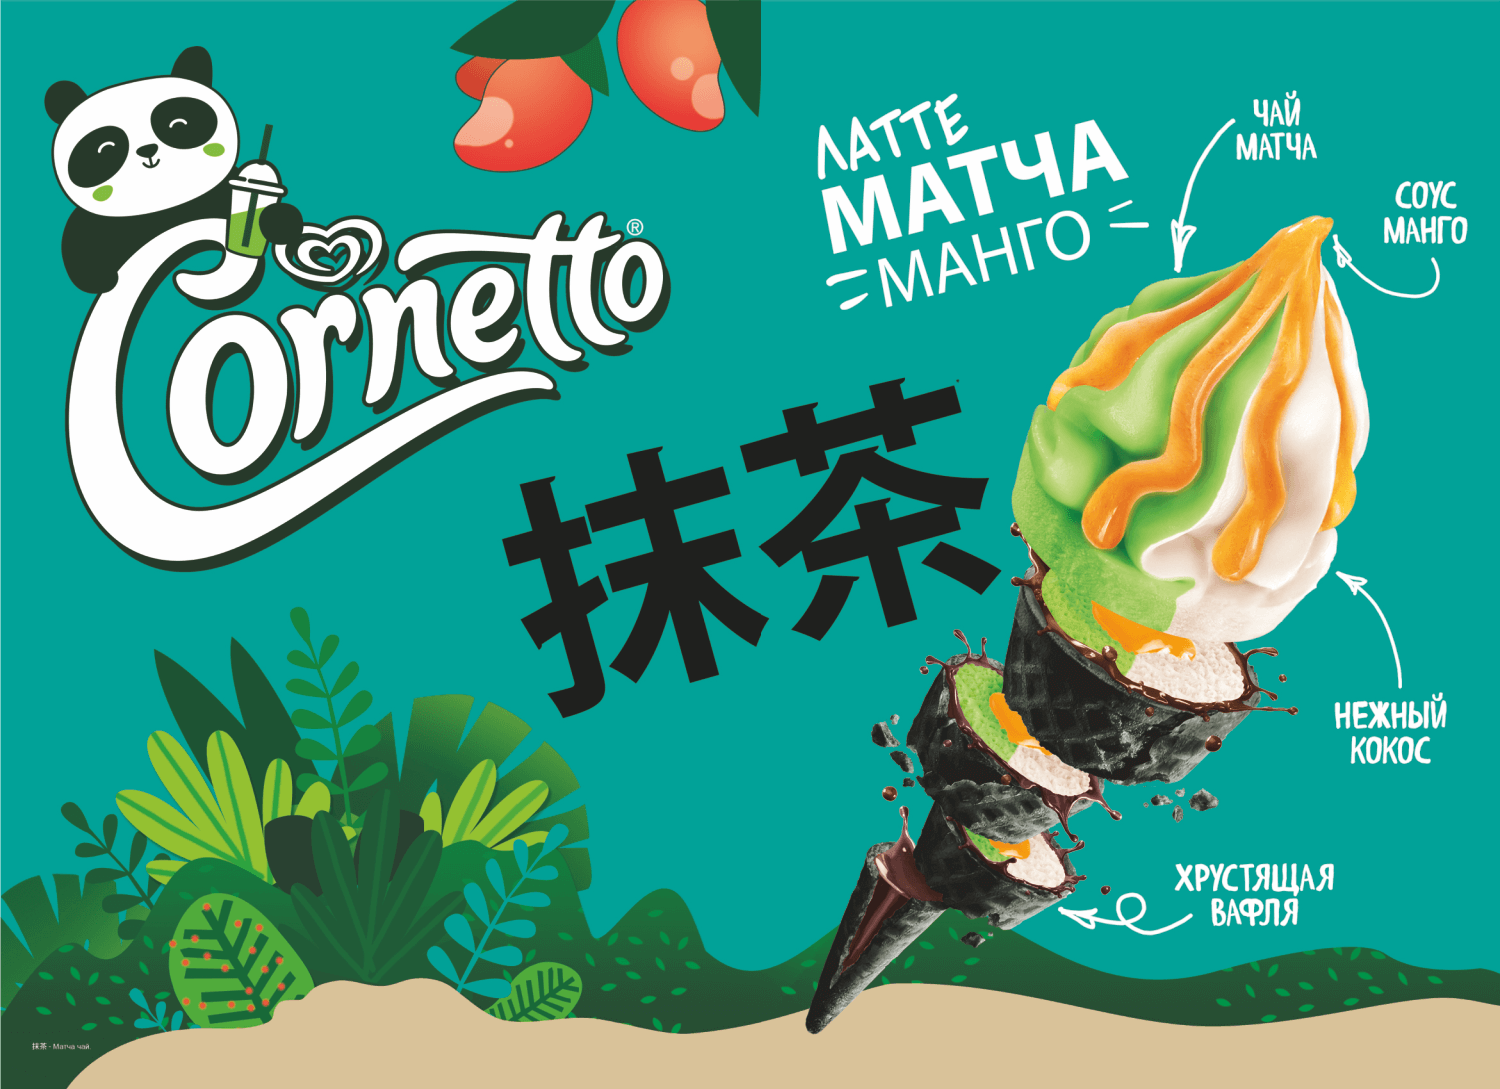 Cornetto®
ЛАТТЕ
МАТЧА
МАНГО
ЧАЙ
МАТЧА
СОУС
МАНГО
抹茶
НЕЖНЫЙ
КОКОС
ХРУСТЯЩАЯ
ВАФЛЯ
抹茶 - Матча чай